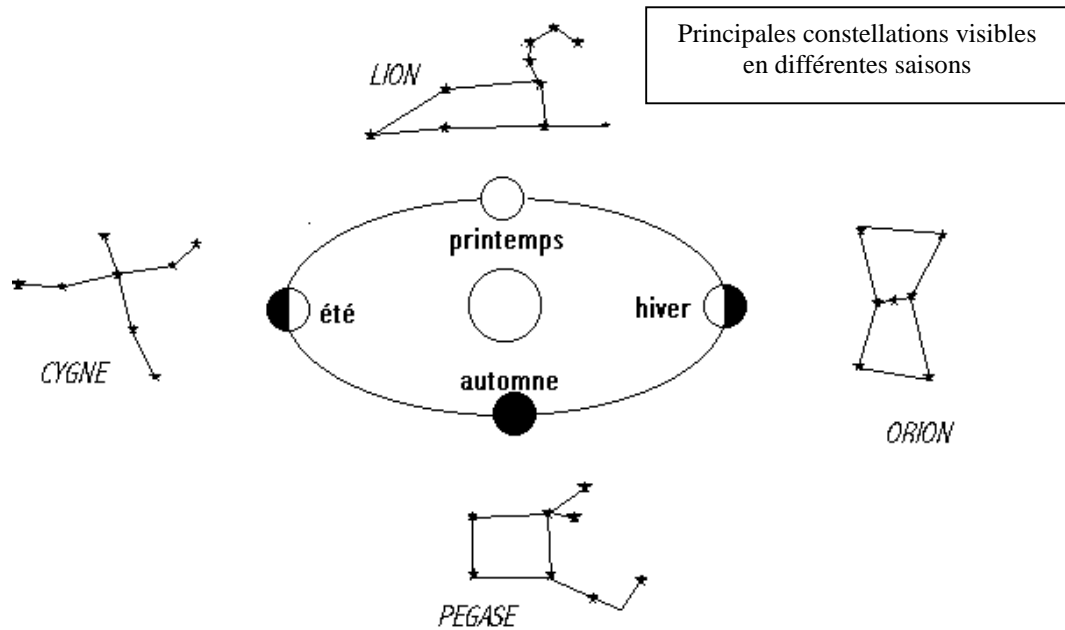 Principales constellations visibles
en différentes saisons
LION
printemps
été
hiver
CYGNE
automne
ORION
PEGASE